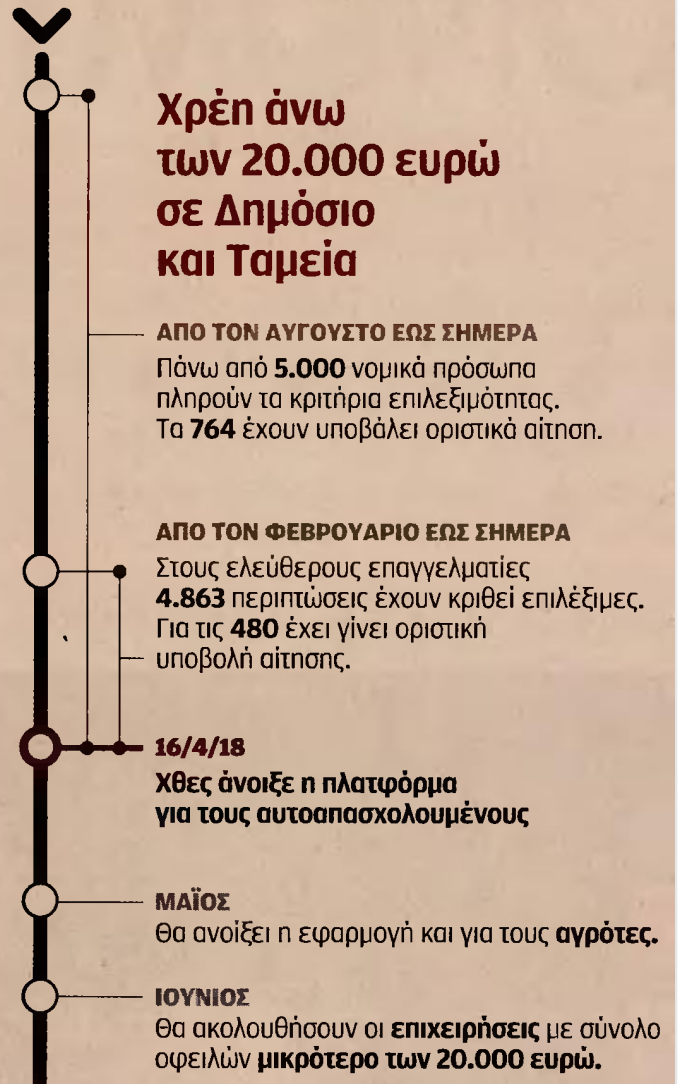 Χρέη άνω
των 20.000 ευρώ
σε Δημόσιο
και Ταμεία
ΑΠΟ ΤΟΝ ΑΥΓΟΥΣΤΟ ΕΩΣ ΣΗΜΕΡΑ
Πάνω από 5.000 νομικά πρόσωπα
πληρούν τα κριτήρια επιλεξιμότητας.
Τα 764 έχουν υποβάλει οριστικά αίτηση.
ΑΠΟ ΤΟΝ ΦΕΒΡΟΥΑΡΙΟ ΕΩΣ ΣΗΜΕΡΑ
Στους ελεύθερους επαγγελματίες
4.863 περιπτώσεις έχουν κριθεί επιλέξιμες.
Για τις 480 έχει γίνει οριστική
υποβολή αίτησης.
16/4/18
Χθες άνοιξε η πλατφόρμα
για τους αυτοαπασχολουμένους
ΜΑΪΟΣ
Θα ανοίξει η εφαρμογή και για τους αγρότες.
ΙΟΥΝΙΟΣ
Θα ακολουθήσουν οι επιχειρήσεις με σύνολο
οφειλών μικρότερο των 20.000 ευρώ.